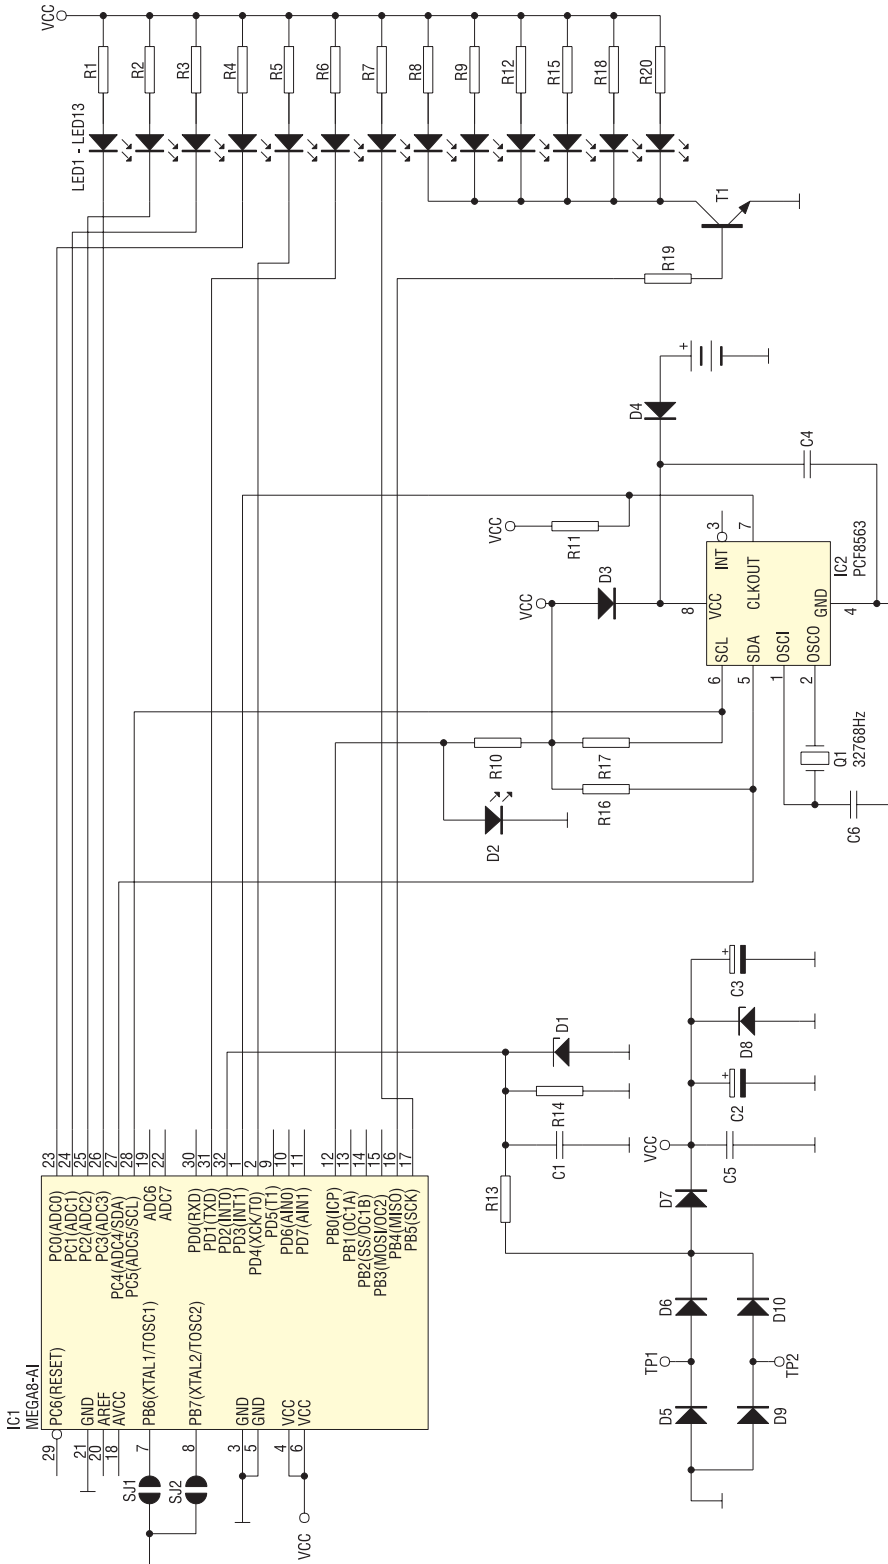 VCC
R1
R2
R3
R4
R5
R6
R7
R8
R9
R12
R15
R18
R20
LED1 - LED13
T1
R19
+
D4
C4
VCC
R11
3
INT
7
CLKOUT
IC2
PCF8563
VCC
D3
8
VCC
GND
4
6
SCL
5
SDA
1
OSCI
2
OSCO
Q1
32768Hz
C6
R10
R17
R16
D2
D1
R14
C1
R13
+
C3
D8
+
C2
VCC
C5
D7
D6
D10
TP1
TP2
D5
D9
IC1
MEGA8-AI
23
PC0(ADC0)
24
PC1(ADC1)
25
PC2(ADC2)
26
PC3(ADC3)
27
PC4(ADC4/SDA)
28
PC5(ADC5/SCL)
19
ADC6
22
ADC7
30
PD0(RXD)
31
PD1(TXD)
32
PD2(INT0)
1
PD3(INT1)
2
PD4(XCK/T0)
9
PD5(T1)
10
PD6(AIN0)
11
PD7(AIN1)
12
PB0(ICP)
13
PB1(OC1A)
14
PB2(SS/OC1B)
15
PB3(MOSI/OC2)
16
PB4(MISO)
17
PB5(SCK)
29
PC6(RESET)
21
GND
20
AREF
18
AVCC
7
PB6(XTAL1/TOSC1)
8
PB7(XTAL2/TOSC2)
3
GND
5
GND
4
VCC
6
VCC
SJ1
SJ2
VCC